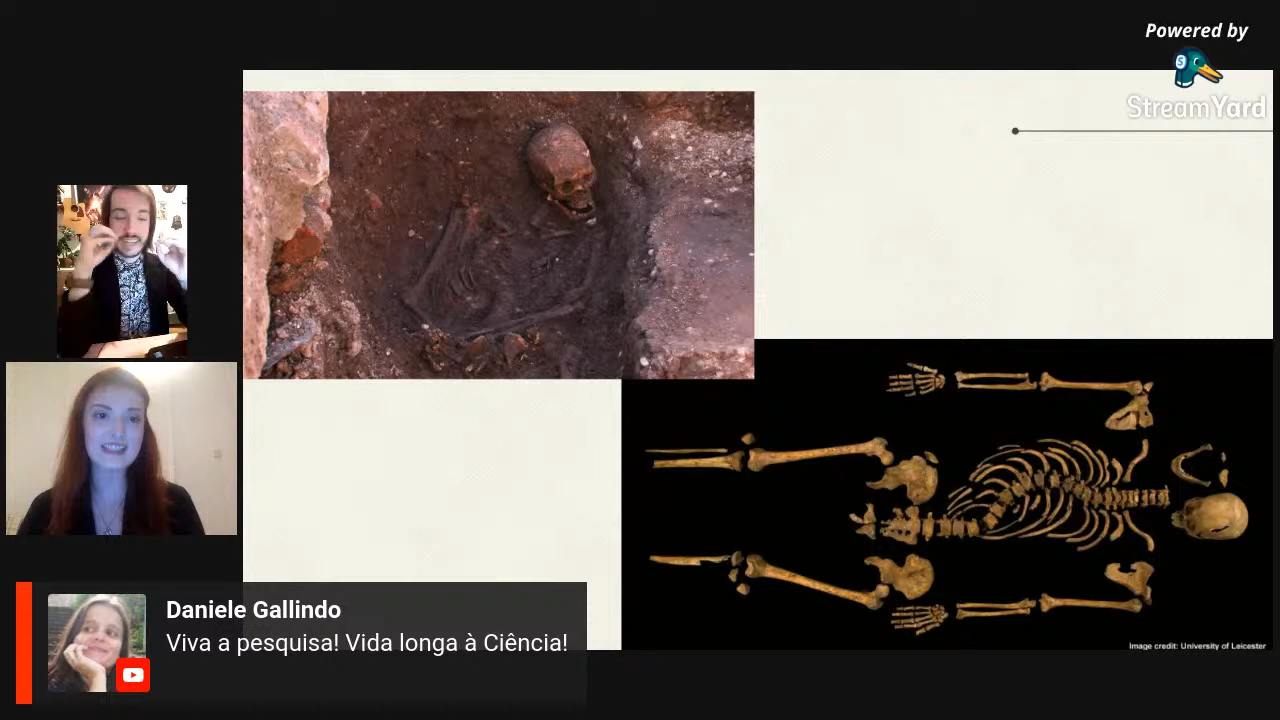 Powered by
S
StreamYard
Image credit: University of Leicester
Daniele Gallindo
Viva a pesquisa! Vida longa à Ciência!